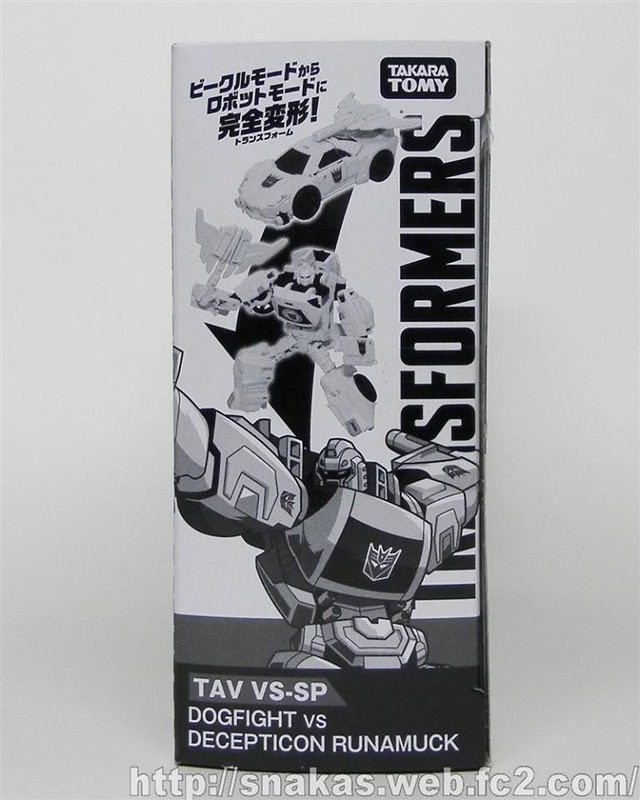 ビークルモードから
ロボットモードに
完全変形!
トランスフォーム
TAKARA
TOMY
TRANSFORMERS
TAV VS-SP
DOGFIGHT VS
DECEPTICON RUNAMUCK
http://snakas.web.fc2.com/